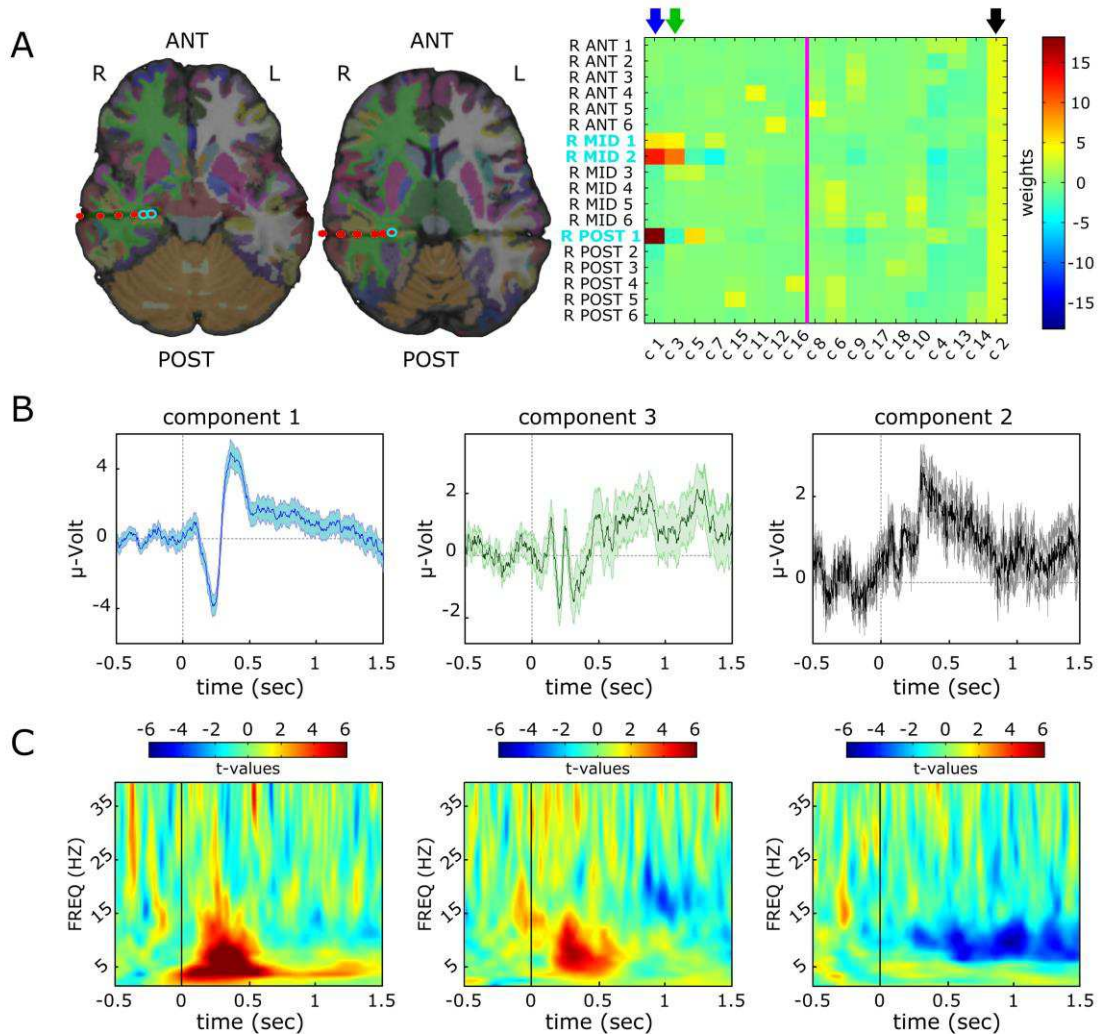 A
ANT
R
L
POST
ANT
R
L
POST
R ANT 1
R ANT 2
R ANT 3
R ANT 4
R ANT 5
R ANT 6
R MID 1
R MID 2
R MID 3
R MID 4
R MID 5
R MID 6
R POST 1
R POST 2
R POST 3
R POST 4
R POST 5
R POST 6
c 1
c 3
c 5
c 7
c 15
c 11
c 12
c 16
c 8
c 6
c 9
c 17
c 18
c 10
c 4
c 13
c 14
c 2
15
10
5
0
-5
-10
-15
weights
B
component 1
4
0
-4
μ-Volt
-0.5 0 0.5 1 1.5
time (sec)
component 3
2
0
-2
μ-Volt
-0.5 0 0.5 1 1.5
time (sec)
component 2
2
0
μ-Volt
-0.5 0 0.5 1 1.5
time (sec)
C
-6 -4 -2 0 2 4 6
t-values
35
25
15
5
FREQ (HZ)
-0.5 0 0.5 1 1.5
time (sec)
-6 -4 -2 0 2 4 6
t-values
35
25
15
5
FREQ (HZ)
-0.5 0 0.5 1 1.5
time (sec)
-6 -4 -2 0 2 4 6
t-values
35
25
15
5
FREQ (HZ)
-0.5 0 0.5 1 1.5
time (sec)